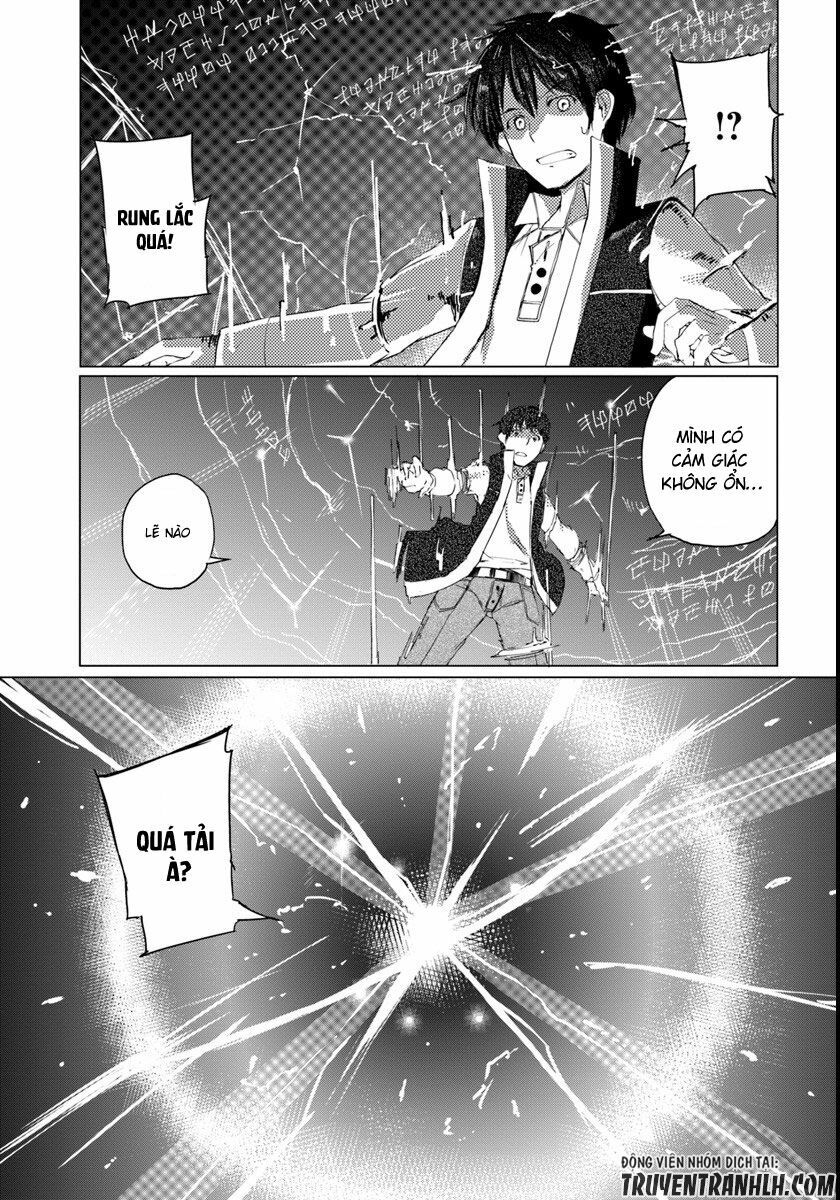 !?
RUNG LẮC
QUÁ!
MÌNH CÓ
CẢM GIÁC
KHÔNG ỔN...
LẼ NÀO
QUÁ TẢI
À?
ĐỘNG VIÊN NHÓM DỊCH TẠI:
TRUYENTRANHLH.COM